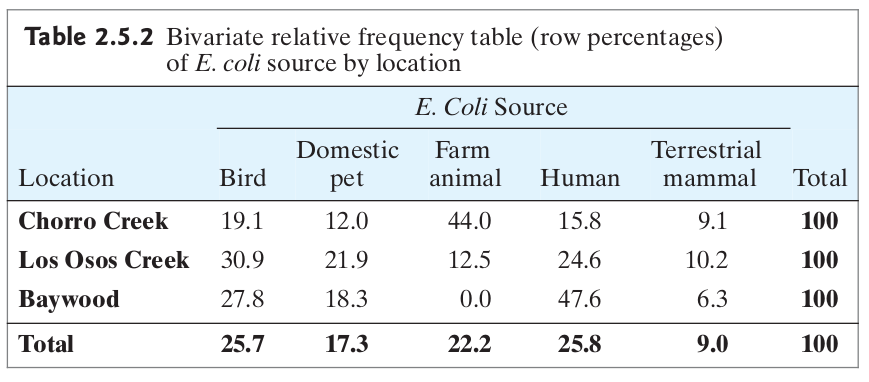 Table 2.5.2 Bivariate relative frequency table (row percentages)
of E. coli source by location
E. Coli Source
Domestic Farm Terrestrial
Location Bird pet animal Human mammal Total
Chorro Creek 19.1 12.0 44.0 15.8 9.1 100
Los Osos Creek 30.9 21.9 12.5 24.6 10.2 100
Baywood 27.8 18.3 0.0 47.6 6.3 100
Total 25.7 17.3 22.2 25.8 9.0 100